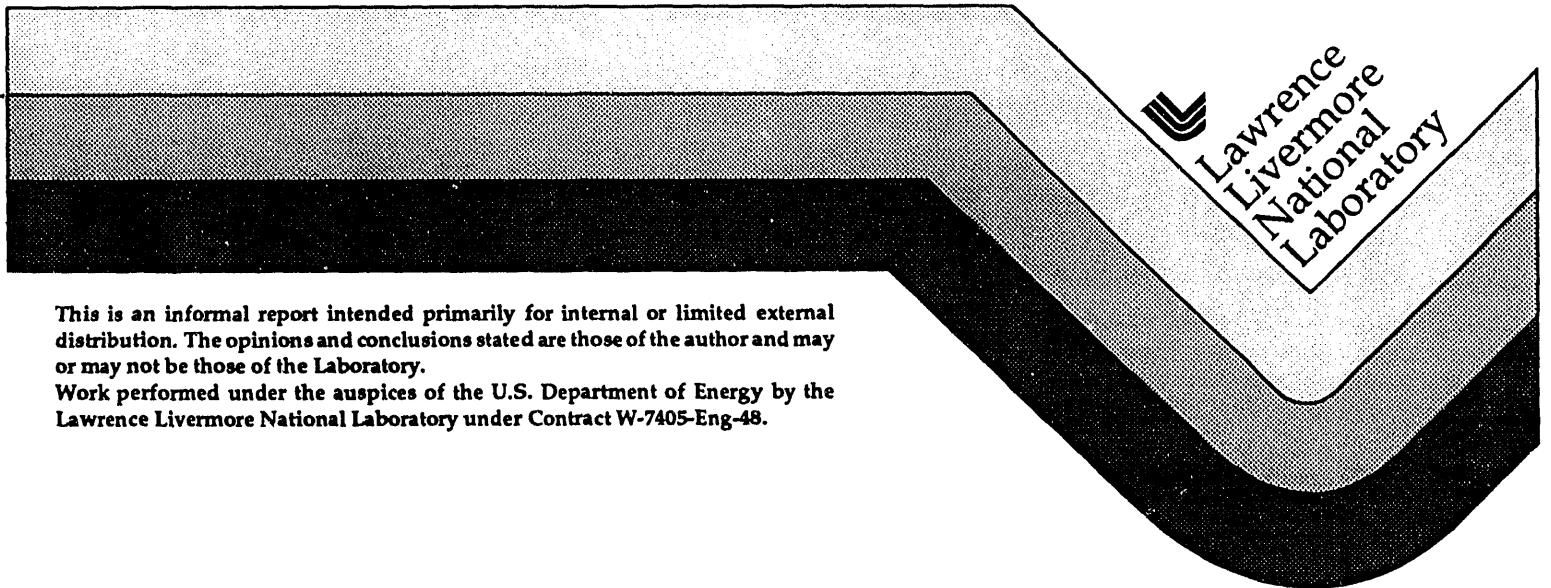 Lawrence
Livermore
National
Laboratory
This is an informal report intended primarily for internal or limited external
distribution. The opinions and conclusions stated are those of the author and may
or may not be those of the Laboratory.
Work performed under the auspices of the U.S. Department of Energy by the
Lawrence Livermore National Laboratory under Contract W-7405-Eng-48.